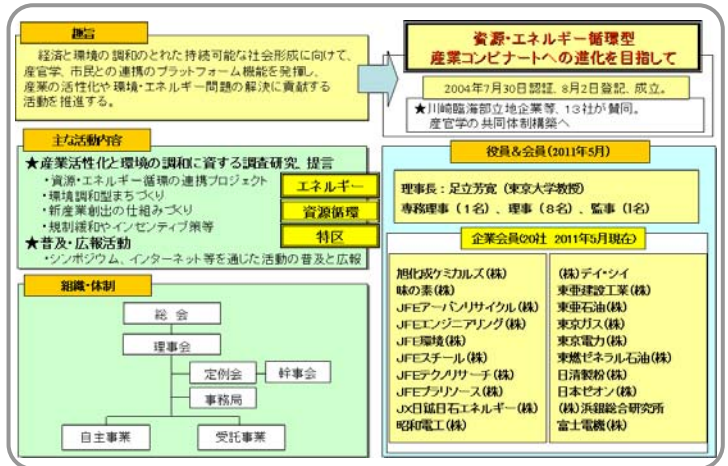 趣旨
経済と環境の調和のとれた持続可能な社会形成に向けて、
産官学、市民との連携のプラットフォーム機能を発揮し、
産業の活性化や環境・エネルギー問題の解決に貢献する
活動を推進する。
資源・エネルギー循環型
産業コンビナートへの進化を目指して
2004年7月30日認証、8月2日登記、成立。
★川崎臨海部立地企業等、13社が賛同。
産官学の共同体制構築へ
主な活動内容
★産業活性化と環境の調和に資する調査研究、提言
・資源・エネルギー循環の連携プロジェクト
・環境調和型まちづくり
・新産業創出の仕組みづくり
・規制緩和やインセンティブ策等
★普及・広報活動
・シンポジウム、インターネット等を通じた活動の普及と広報
エネルギー
資源循環
特区
組織・体制
総会
理事会
定例会
幹事会
事務局
自主事業
受託事業
役員&会員(2011年5月)
理事長:足立芳寛(東京大学教授)
専務理事(1名)、理事(8名)、監事(1名)
企業会員(20社 2011年5月現在)
旭化成ケミカルズ(株)
味の素(株)
JFEアーバンリサイクル(株)
JFEエンジニアリング(株)
JFE環境(株)
JFEスチール(株)
JFEテクノリサーチ(株)
JFEプラリソース(株)
JX日鉱日石エネルギー(株)
昭和電工(株)
(株)デイ・シイ
東亜建設工業(株)
東亜石油(株)
東京ガス(株)
東京電力(株)
東燃ゼネラル石油(株)
日清製粉(株)
日本ゼオン(株)
(株)浜銀総合研究所
富士電機(株)